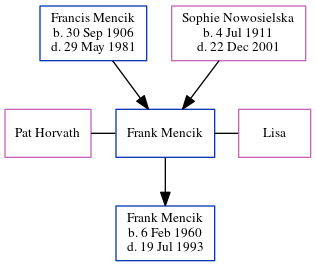 Francis Mencik
b. 30 Sep 1906
d. 29 May 1981
Sophie Nowosielska
b. 4 Jul 1911
d. 22 Dec 2001
Pat Horvath
Frank Mencik
Lisa
Frank Mencik
b. 6 Feb 1960
d. 19 Jul 1993